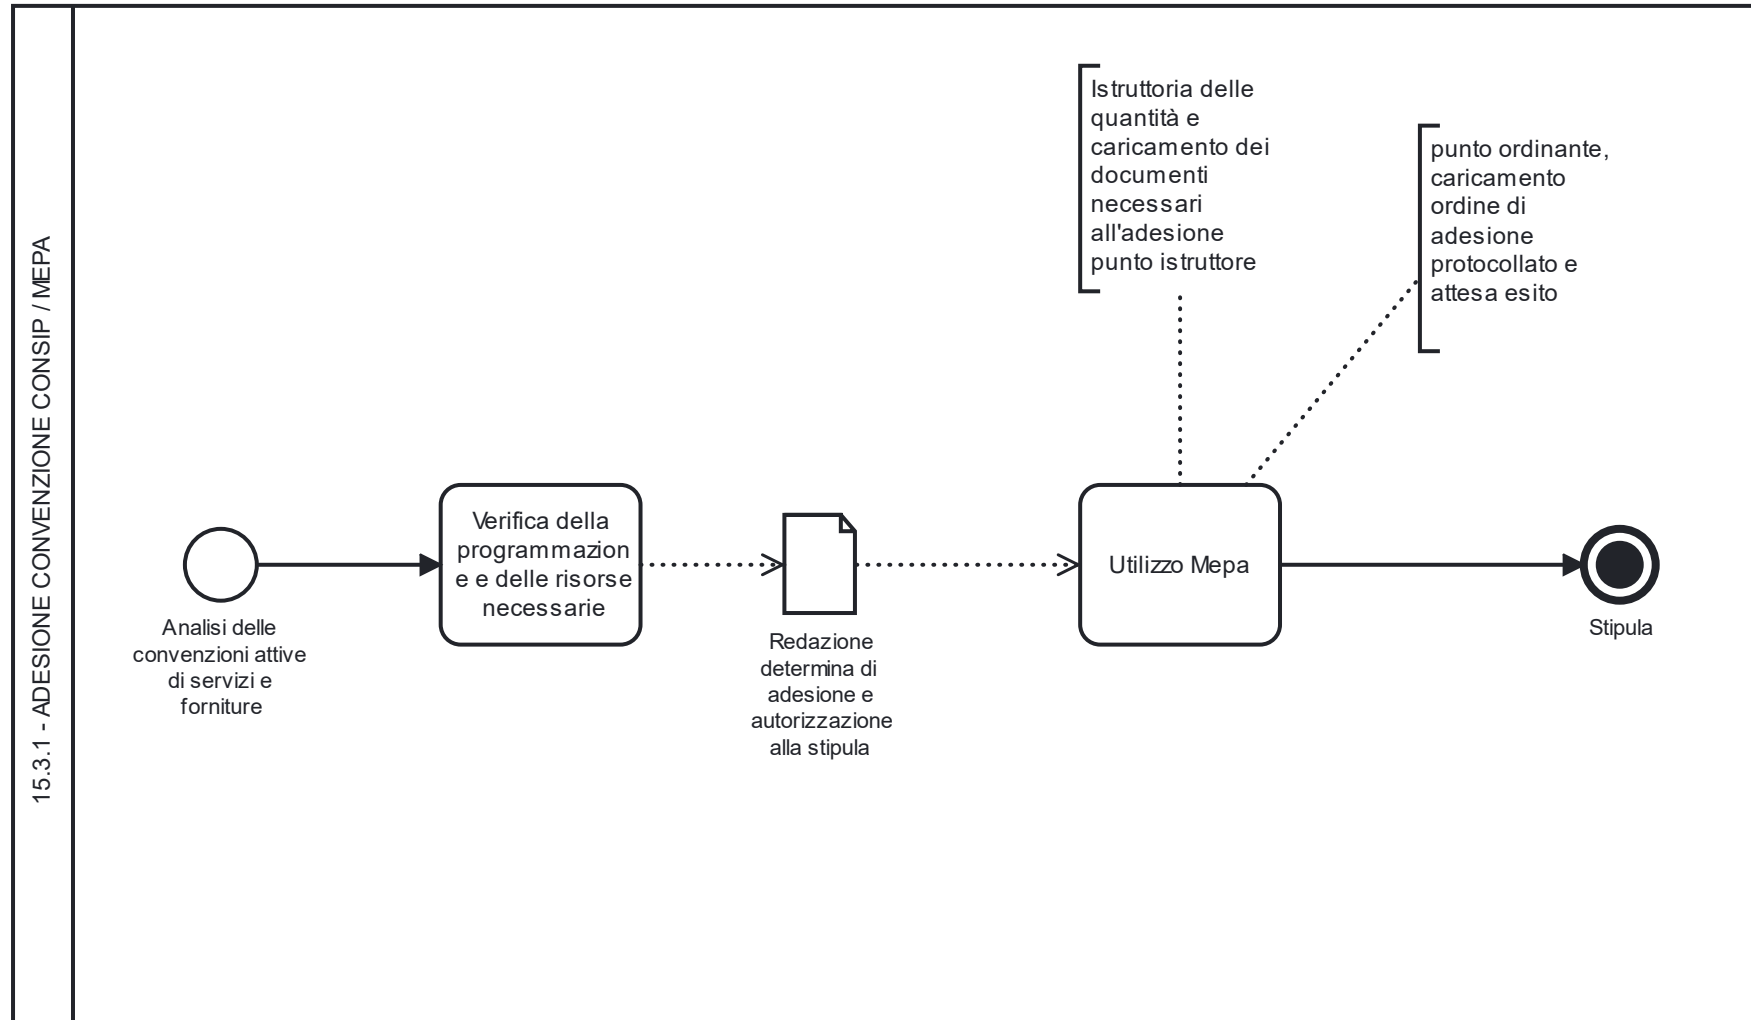 15.3.1 - ADESIONE CONVENZIONE CONSIP / MEPA
Istruttoria delle
quantità e
caricamento dei
documenti
necessari
all'adesione
punto istruttore
punto ordinante,
caricamento
ordine di
adesione
protocollato e
attesa esito
Analisi delle
convenzioni attive
di servizi e
forniture
Verifica della
programmazion
e e delle risorse
necessarie
Redazione
determina di
adesione e
autorizzazione
alla stipula
Utilizzo Mepa
Stipula